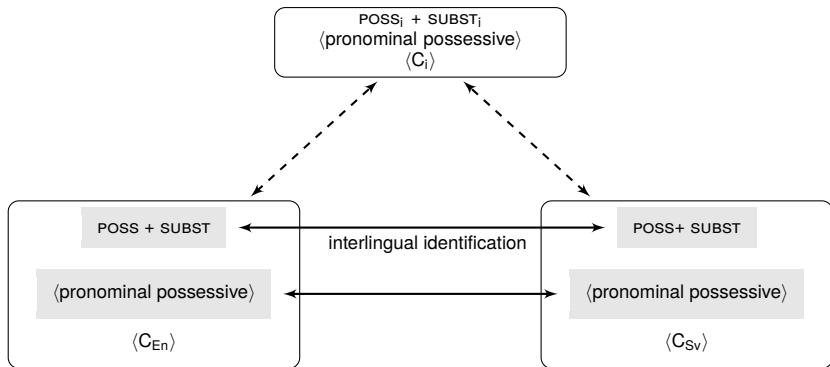 POSSi + SUBSTi
⟨pronominal possessive⟩
⟨Ci⟩
POSS + SUBST
interlingual identification
POSS+ SUBST
⟨pronominal possessive⟩
⟨pronominal possessive⟩
⟨CEn⟩
⟨CSv⟩